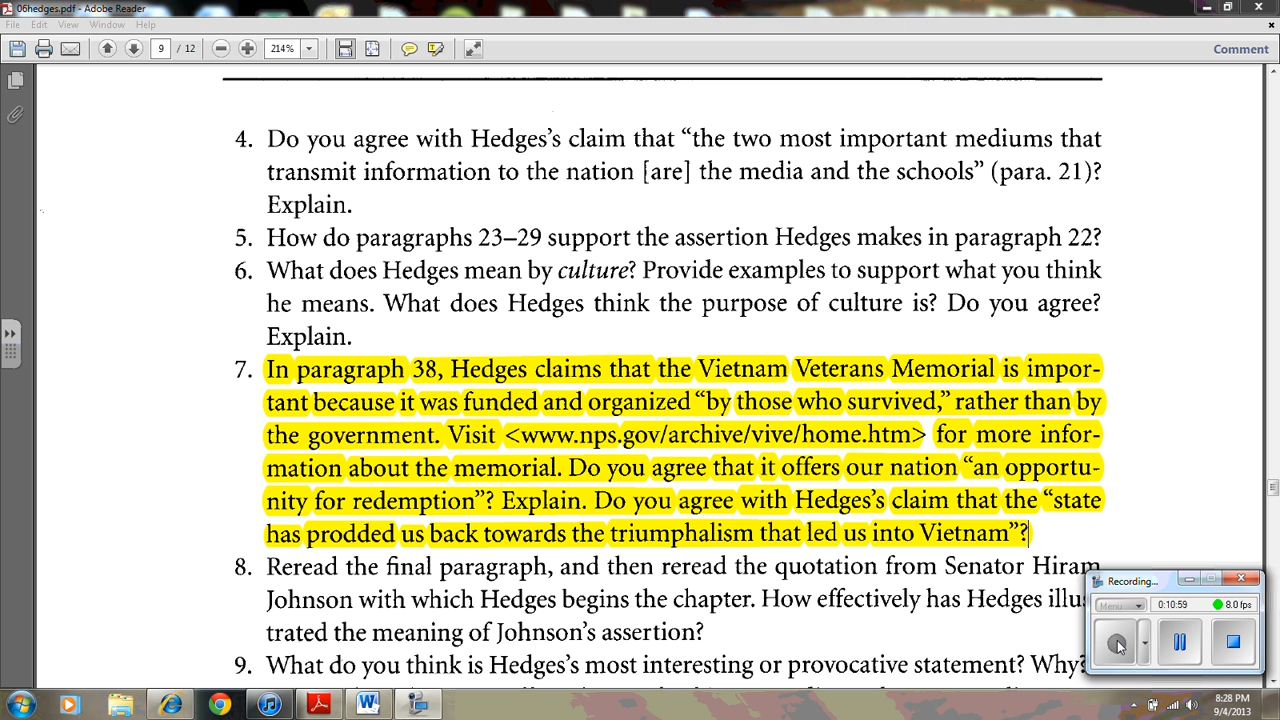 06hedges.pdf - Adobe Reader
File Edit View Window Help
9 / 12 214% Comment
4. Do you agree with Hedges's claim that “the two most important mediums that
transmit information to the nation [are] the media and the schools” (para. 21)?
Explain.
5. How do paragraphs 23–29 support the assertion Hedges makes in paragraph 22?
6. What does Hedges mean by culture? Provide examples to support what you think
he means. What does Hedges think the purpose of culture is? Do you agree?
Explain.
7. In paragraph 38, Hedges claims that the Vietnam Veterans Memorial is impor-
tant because it was funded and organized “by those who survived,” rather than by
the government. Visit <www.nps.gov/archive/vive/home.htm> for more infor-
mation about the memorial. Do you agree that it offers our nation “an opportu-
nity for redemption”? Explain. Do you agree with Hedges's claim that the “state
has prodded us back towards the triumphalism that led us into Vietnam”?
8. Reread the final paragraph, and then reread the quotation from Senator Hiram
Johnson with which Hedges begins the chapter. How effectively has Hedges illus
trated the meaning of Johnson's assertion?
9. What do you think is Hedges's most interesting or provocative statement? Why?
Recording...
Menu 0:10:59 8.0 fps
8:28 PM
9/4/2013